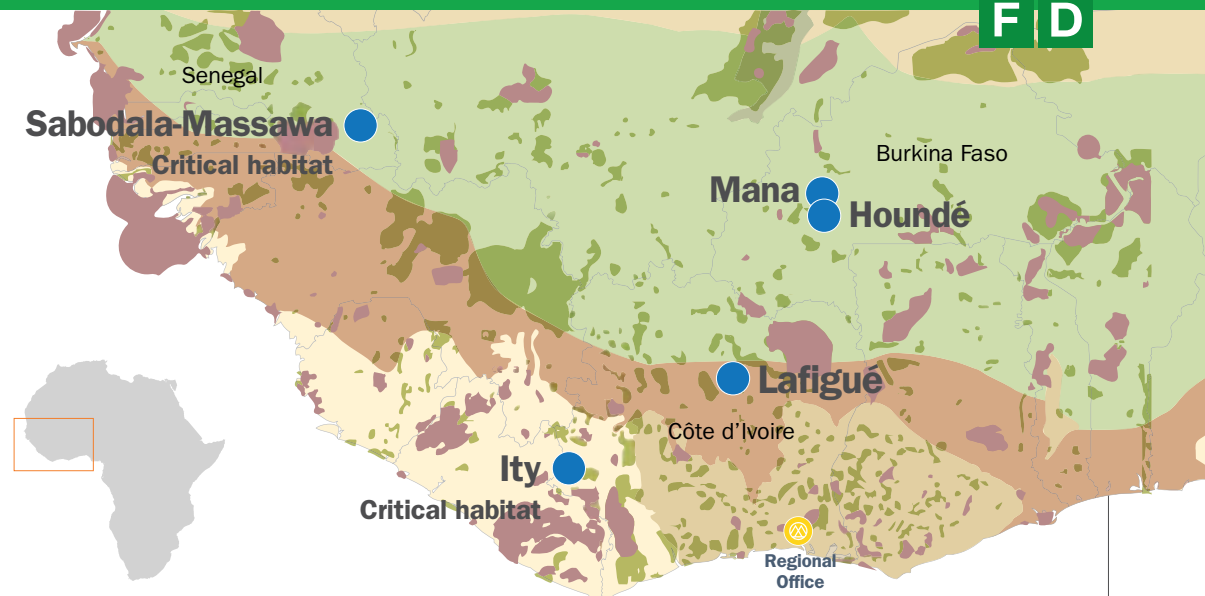 F D
Senegal
Sabodala-Massawa
Critical habitat
Burkina Faso
Mana
Houndé
Lafigué
Côte d’Ivoire
Ity
Critical habitat
Regional
Office